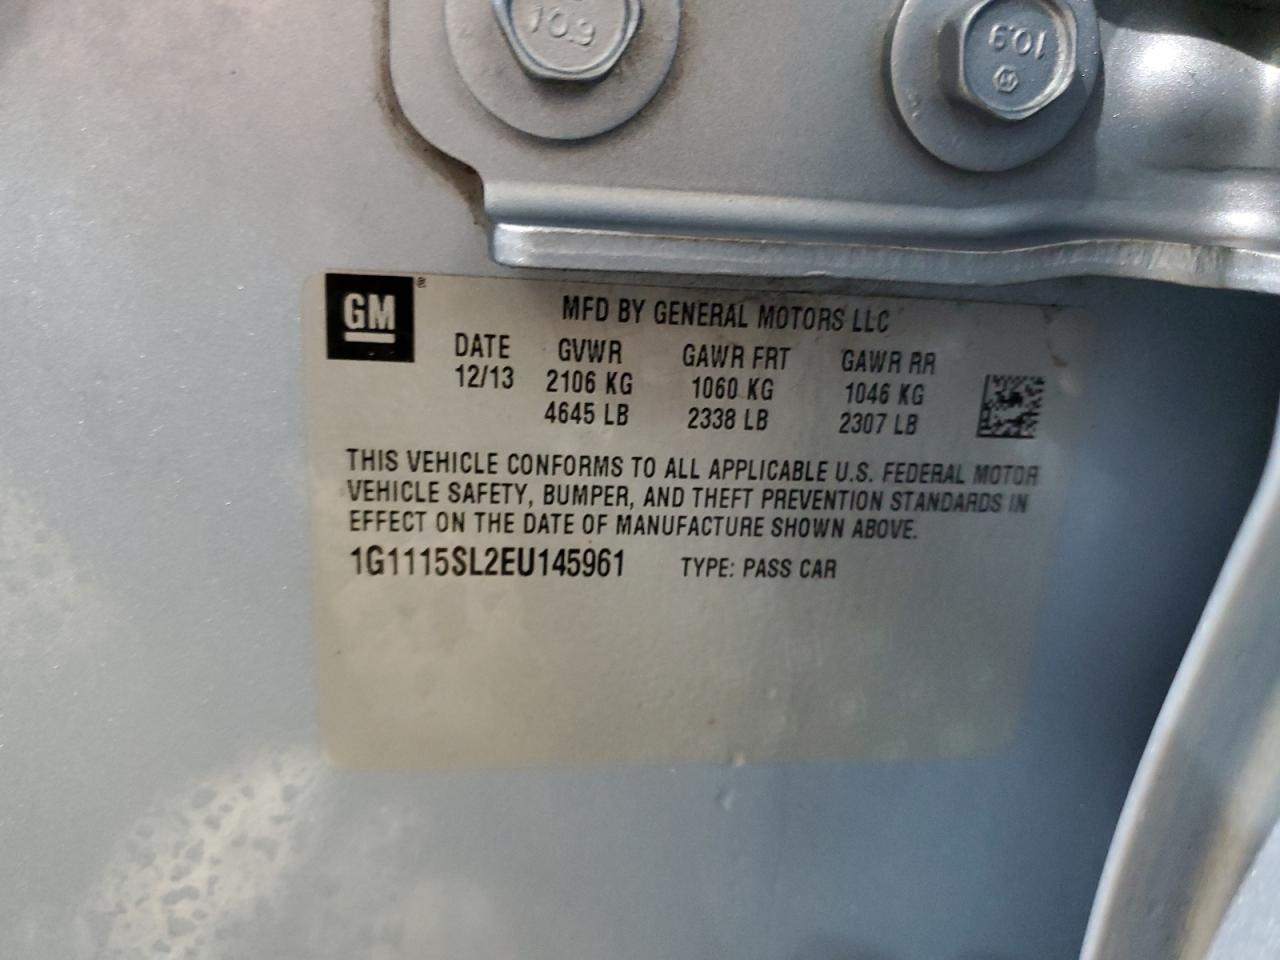 10.9
10.9
GM®
MFD BY GENERAL MOTORS LLC
DATE GVWR GAWR FRT GAWR RR
12/13 2106 KG 1060 KG 1046 KG
4645 LB 2338 LB 2307 LB
THIS VEHICLE CONFORMS TO ALL APPLICABLE U.S. FEDERAL MOTOR
VEHICLE SAFETY, BUMPER, AND THEFT PREVENTION STANDARDS IN
EFFECT ON THE DATE OF MANUFACTURE SHOWN ABOVE.
1G1115SL2EU145961 TYPE: PASS CAR